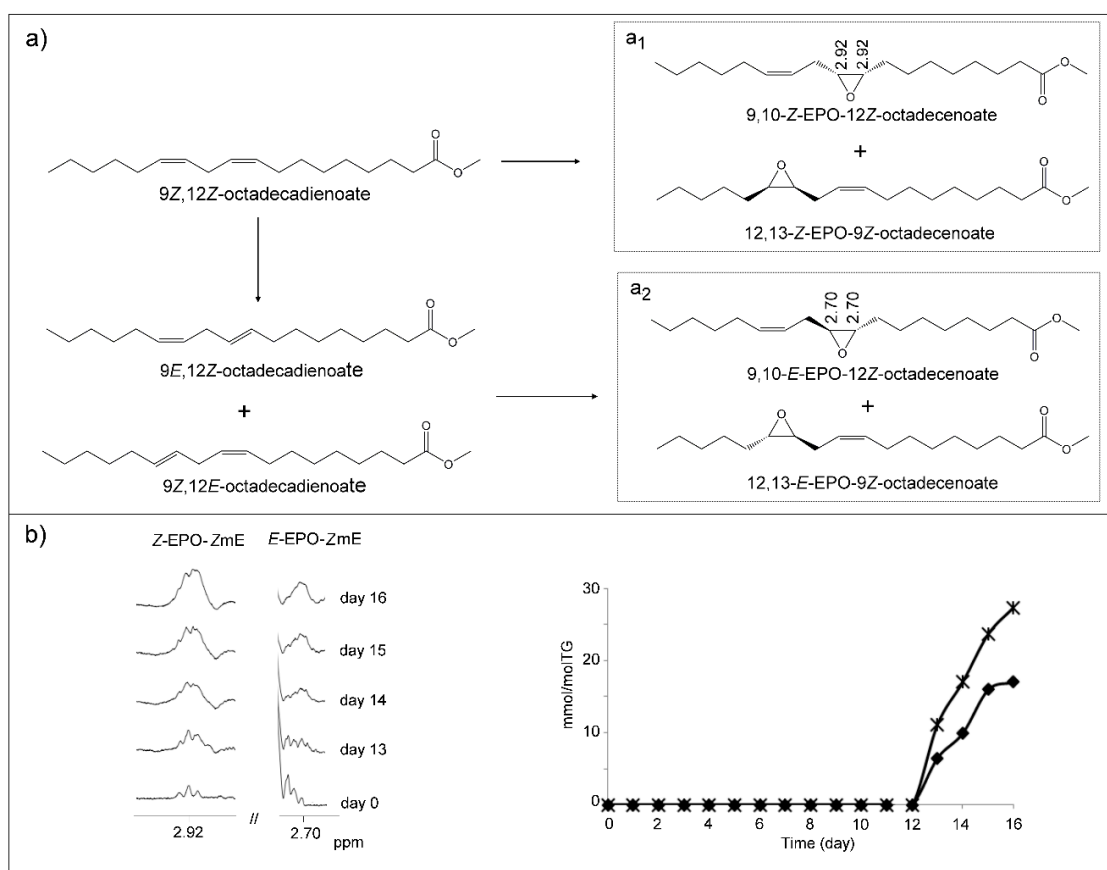 a)
O
O
9Z,12Z-octadecadienoate
O
O
9E,12Z-octadecadienoate
+
O
O
9Z,12E-octadecadienoate
a1
2.92 2.92
O
O
O
9,10-Z-EPO-12Z-octadecenoate
+
O
O
O
12,13-Z-EPO-9Z-octadecenoate
a2
2.70 2.70
O
O
O
9,10-E-EPO-12Z-octadecenoate
+
O
O
O
12,13-E-EPO-9Z-octadecenoate
b)
Z-EPO-ZmE E-EPO-ZmE
day 16
day 15
day 14
day 13
day 0
2.92 // 2.70 ppm
mmol/molTG
30
20
10
0
0 2 4 6 8 10 12 14 16
Time (day)